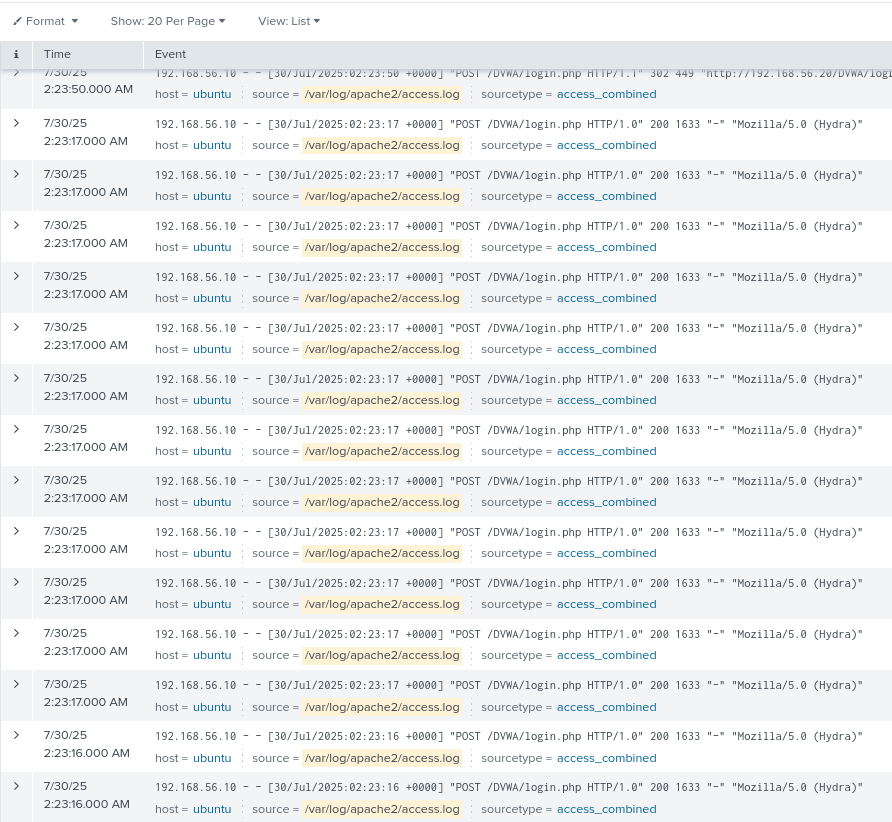 Format Show: 20 Per Page View: List
i Time Event
7/30/25 192.168.56.10 - - [30/Jul/2025:02:23:50 +0000] "POST /DVWA/login.php HTTP/1.1" 302 449 "http://192.168.56.20/DVWA/logi
2:23:50.000 AM host = ubuntu source = /var/log/apache2/access.log sourcetype = access_combined
7/30/25 192.168.56.10 - - [30/Jul/2025:02:23:17 +0000] "POST /DVWA/login.php HTTP/1.0" 200 1633 "-" "Mozilla/5.0 (Hydra)"
2:23:17.000 AM host = ubuntu source = /var/log/apache2/access.log sourcetype = access_combined
7/30/25 192.168.56.10 - - [30/Jul/2025:02:23:17 +0000] "POST /DVWA/login.php HTTP/1.0" 200 1633 "-" "Mozilla/5.0 (Hydra)"
2:23:17.000 AM host = ubuntu source = /var/log/apache2/access.log sourcetype = access_combined
7/30/25 192.168.56.10 - - [30/Jul/2025:02:23:17 +0000] "POST /DVWA/login.php HTTP/1.0" 200 1633 "-" "Mozilla/5.0 (Hydra)"
2:23:17.000 AM host = ubuntu source = /var/log/apache2/access.log sourcetype = access_combined
7/30/25 192.168.56.10 - - [30/Jul/2025:02:23:17 +0000] "POST /DVWA/login.php HTTP/1.0" 200 1633 "-" "Mozilla/5.0 (Hydra)"
2:23:17.000 AM host = ubuntu source = /var/log/apache2/access.log sourcetype = access_combined
7/30/25 192.168.56.10 - - [30/Jul/2025:02:23:17 +0000] "POST /DVWA/login.php HTTP/1.0" 200 1633 "-" "Mozilla/5.0 (Hydra)"
2:23:17.000 AM host = ubuntu source = /var/log/apache2/access.log sourcetype = access_combined
7/30/25 192.168.56.10 - - [30/Jul/2025:02:23:17 +0000] "POST /DVWA/login.php HTTP/1.0" 200 1633 "-" "Mozilla/5.0 (Hydra)"
2:23:17.000 AM host = ubuntu source = /var/log/apache2/access.log sourcetype = access_combined
7/30/25 192.168.56.10 - - [30/Jul/2025:02:23:17 +0000] "POST /DVWA/login.php HTTP/1.0" 200 1633 "-" "Mozilla/5.0 (Hydra)"
2:23:17.000 AM host = ubuntu source = /var/log/apache2/access.log sourcetype = access_combined
7/30/25 192.168.56.10 - - [30/Jul/2025:02:23:17 +0000] "POST /DVWA/login.php HTTP/1.0" 200 1633 "-" "Mozilla/5.0 (Hydra)"
2:23:17.000 AM host = ubuntu source = /var/log/apache2/access.log sourcetype = access_combined
7/30/25 192.168.56.10 - - [30/Jul/2025:02:23:17 +0000] "POST /DVWA/login.php HTTP/1.0" 200 1633 "-" "Mozilla/5.0 (Hydra)"
2:23:17.000 AM host = ubuntu source = /var/log/apache2/access.log sourcetype = access_combined
7/30/25 192.168.56.10 - - [30/Jul/2025:02:23:17 +0000] "POST /DVWA/login.php HTTP/1.0" 200 1633 "-" "Mozilla/5.0 (Hydra)"
2:23:17.000 AM host = ubuntu source = /var/log/apache2/access.log sourcetype = access_combined
7/30/25 192.168.56.10 - - [30/Jul/2025:02:23:17 +0000] "POST /DVWA/login.php HTTP/1.0" 200 1633 "-" "Mozilla/5.0 (Hydra)"
2:23:17.000 AM host = ubuntu source = /var/log/apache2/access.log sourcetype = access_combined
7/30/25 192.168.56.10 - - [30/Jul/2025:02:23:17 +0000] "POST /DVWA/login.php HTTP/1.0" 200 1633 "-" "Mozilla/5.0 (Hydra)"
2:23:17.000 AM host = ubuntu source = /var/log/apache2/access.log sourcetype = access_combined
7/30/25 192.168.56.10 - - [30/Jul/2025:02:23:16 +0000] "POST /DVWA/login.php HTTP/1.0" 200 1633 "-" "Mozilla/5.0 (Hydra)"
2:23:16.000 AM host = ubuntu source = /var/log/apache2/access.log sourcetype = access_combined
7/30/25 192.168.56.10 - - [30/Jul/2025:02:23:16 +0000] "POST /DVWA/login.php HTTP/1.0" 200 1633 "-" "Mozilla/5.0 (Hydra)"
2:23:16.000 AM host = ubuntu source = /var/log/apache2/access.log sourcetype = access_combined